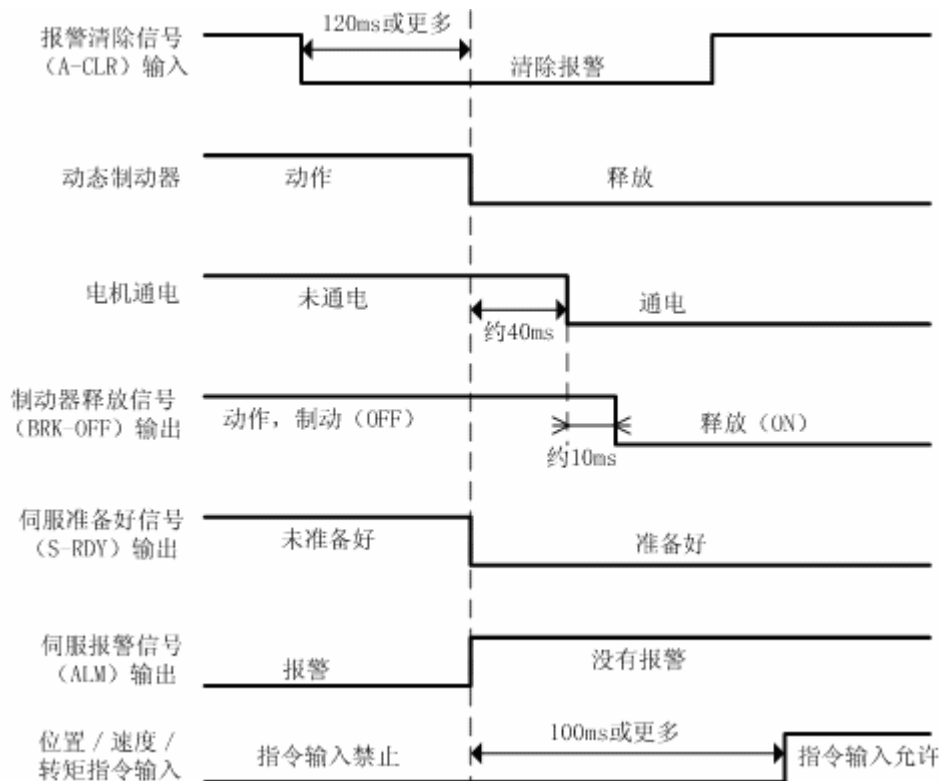 120ms或更多
报警清除信号
（A-CLR）输入
清除报警
动态制动器
动作
释放
电机通电
未通电
通电
约40ms
制动器释放信号
（BRK-OFF）输出
动作，制动（OFF）
释放（ON）
约10ms
伺服准备好信号
（S-RDY）输出
未准备好
准备好
伺服报警信号
（ALM）输出
报警
没有报警
位置／速度／
转矩指令输入
指令输入禁止
100ms或更多
指令输入允许